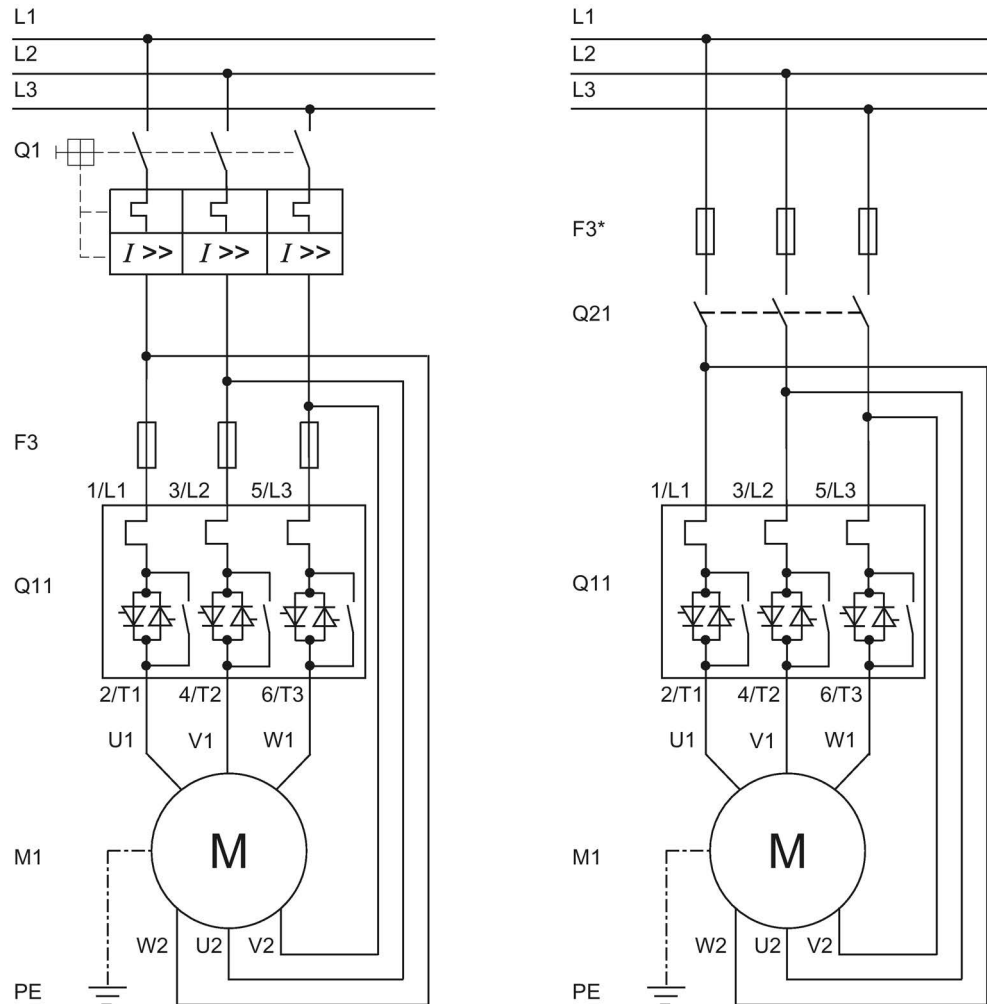 L1
L2
L3
Q1
I >> I >> I >>
F3
1/L1 3/L2 5/L3
Q11
2/T1 4/T2 6/T3
U1 V1 W1
M1
M
W2 U2 V2
PE
L1
L2
L3
F3*
Q21
1/L1 3/L2 5/L3
Q11
2/T1 4/T2 6/T3
U1 V1 W1
M1
M
W2 U2 V2
PE